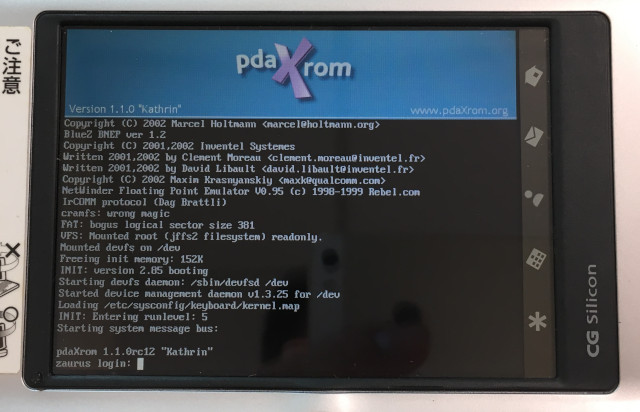 ご注意
pdaXrom
Version 1.1.0 "Kathrin"
www.pdaXrom.org
Copyright (C) 2002 Marcel Holtmann <marcel@holtmann.org>
BlueZ BNEP ver 1.2
Copyright (C) 2001,2002 Inventel Systemes
Written 2001,2002 by Clement Moreau <clement.moreau@inventel.fr>
Written 2001,2002 by David Libault <david.libault@inventel.fr>
Copyright (C) 2002 Maxim Krasnyanskiy <maxk@qualcomm.com>
NetWinder Floating Point Emulator V0.95 (c) 1998-1999 Rebel.com
IrCOMM protocol (Dag Brattli)
cramfs: wrong magic
FAT: bogus logical sector size 381
VFS: Mounted root (jffs2 filesystem) readonly.
Mounted devfs on /dev
Freeing init memory: 152K
INIT: version 2.85 booting
Starting devfs daemon: /sbin/devfsd /dev
Started device management daemon v1.3.25 for /dev
Loading /etc/sysconfig/keyboard/kernel.map
INIT: Entering runlevel: 5
Starting system message bus:
pdaXrom 1.1.0rc12 "Kathrin"
zaurus login:
CG Silicon